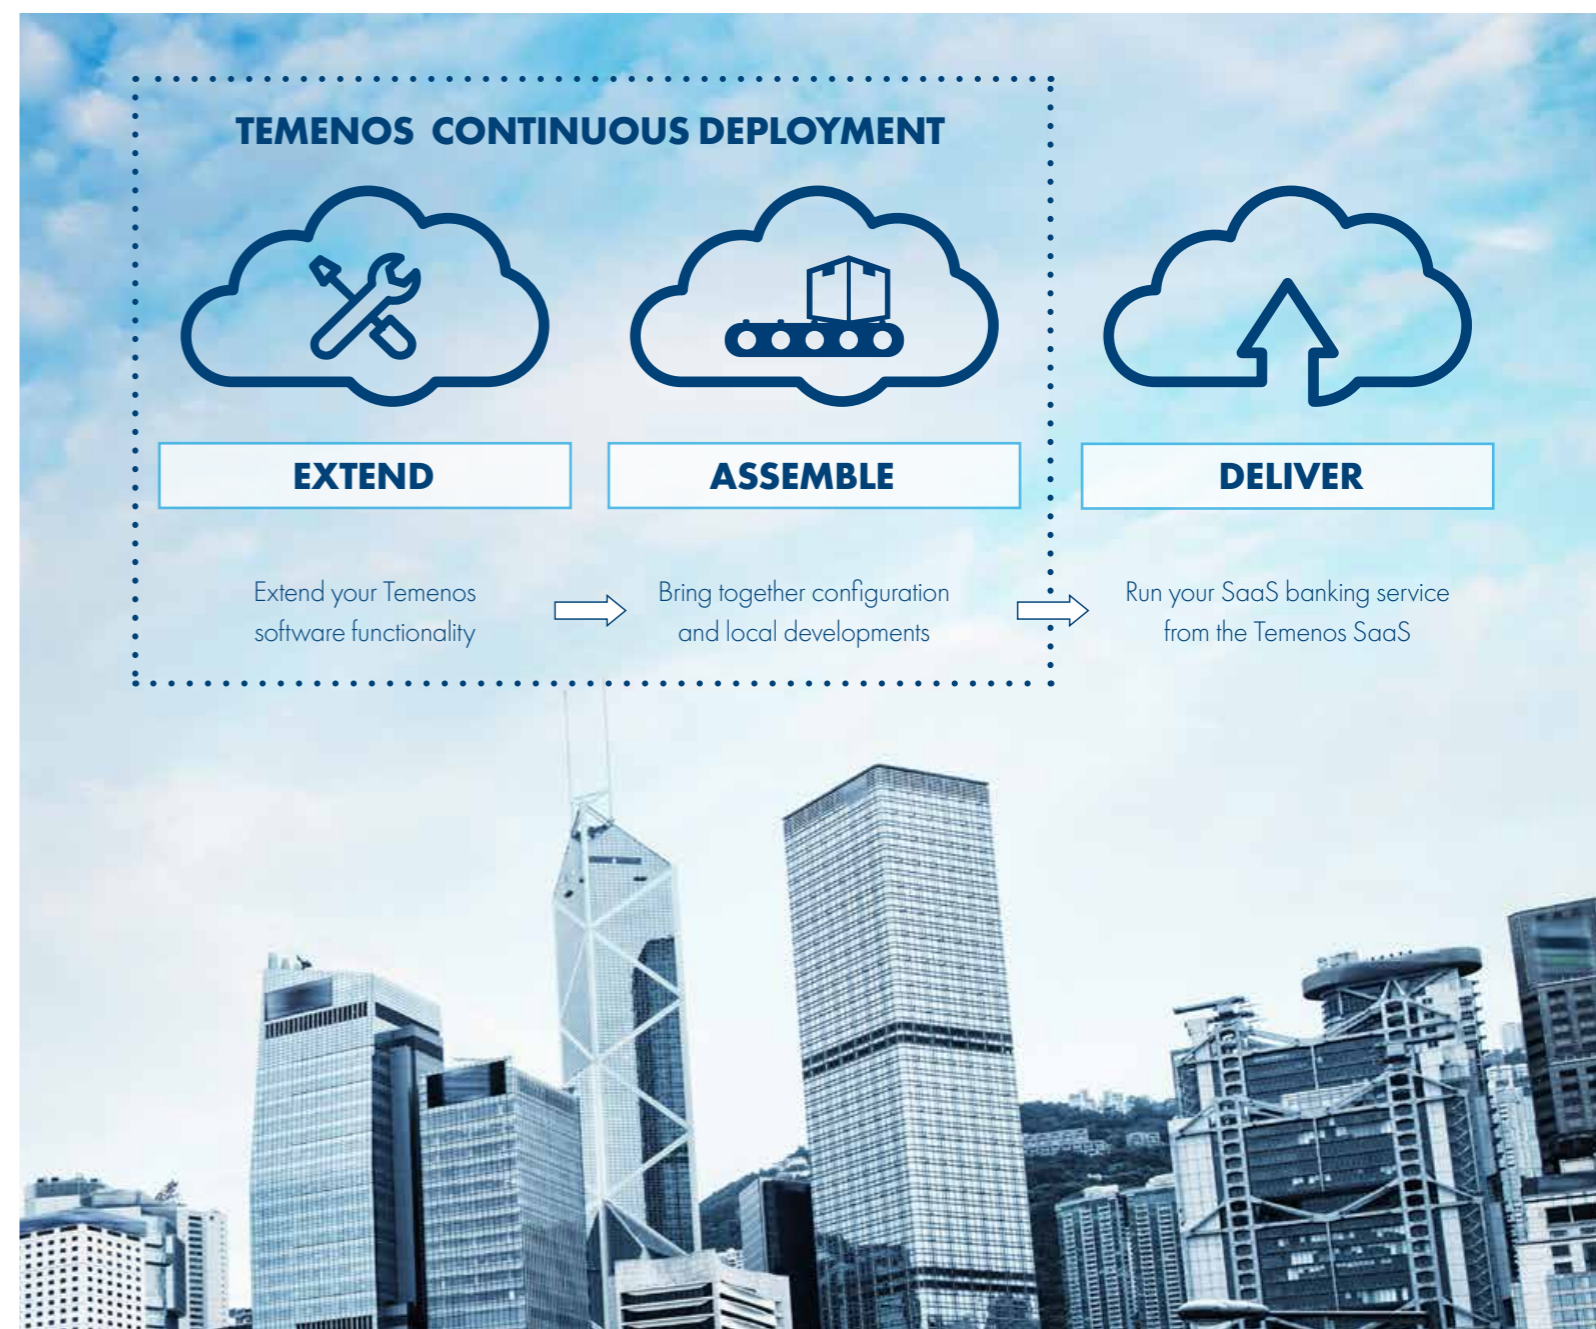 TEMENOS CONTINUOUS DEPLOYMENT
EXTEND
ASSEMBLE
DELIVER
Extend your Temenos
software functionality
Bring together configuration
and local developments
Run your SaaS banking service
from the Temenos SaaS